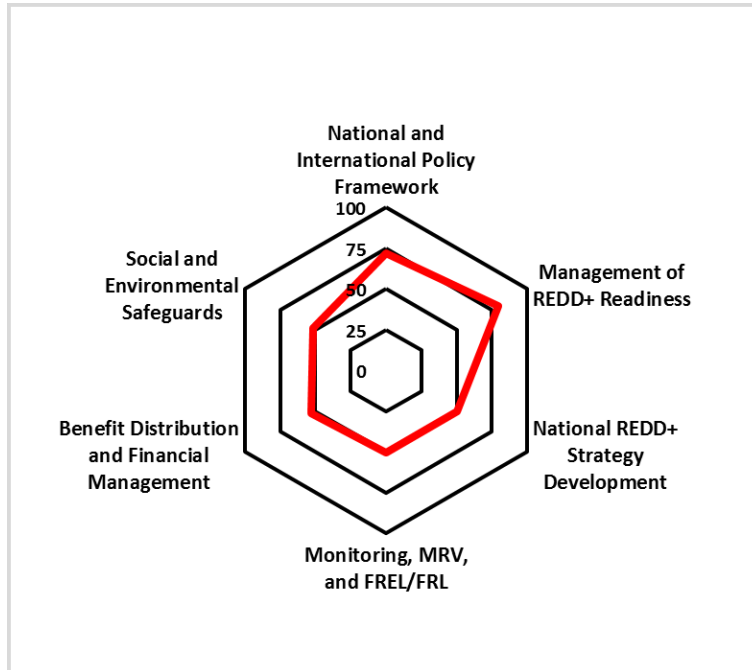 National and
International Policy
Framework
100
75
50
25
0
Management of
REDD+ Readiness
National REDD+
Strategy
Development
Monitoring, MRV,
and FREL/FRL
Benefit Distribution
and Financial
Management
Social and
Environmental
Safeguards